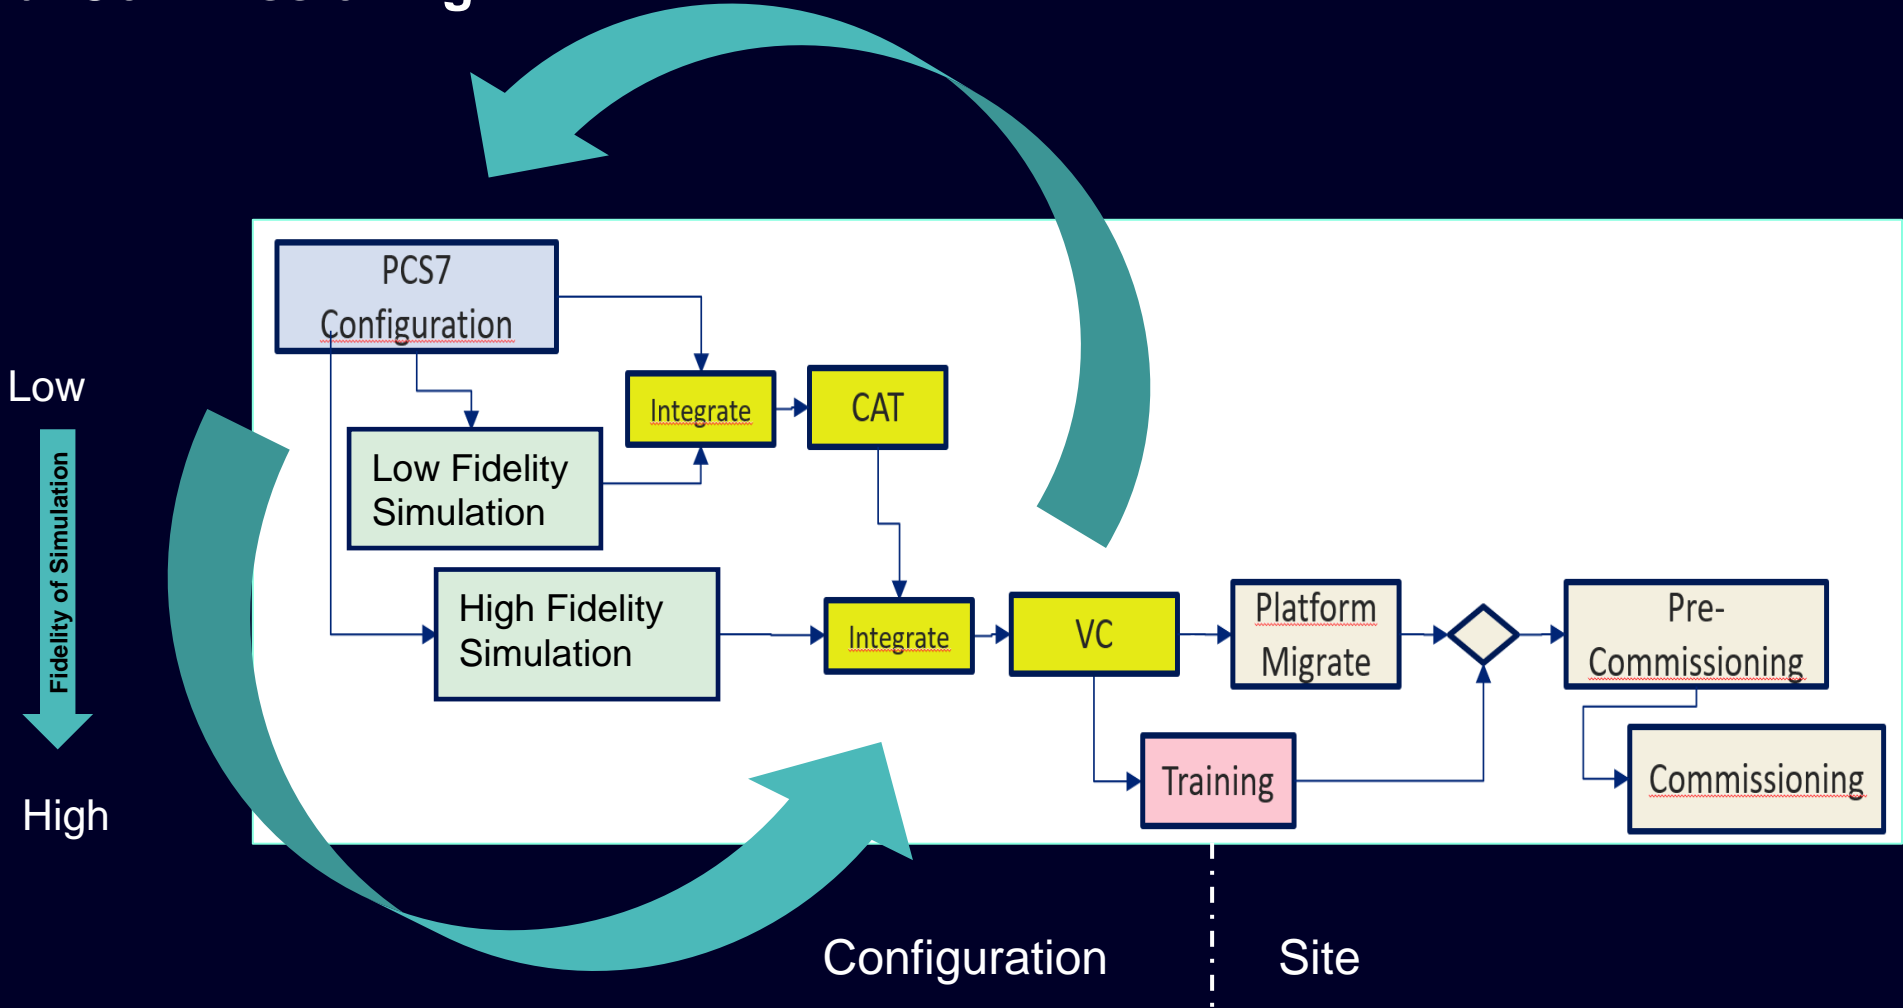 PCS7
Configuration
Low
Integrate
CAT
Low Fidelity
Simulation
Fidelity of Simulation
High Fidelity
Simulation
Integrate
VC
Platform
Migrate
Pre-
Commissioning
Training
Commissioning
High
Configuration
Site